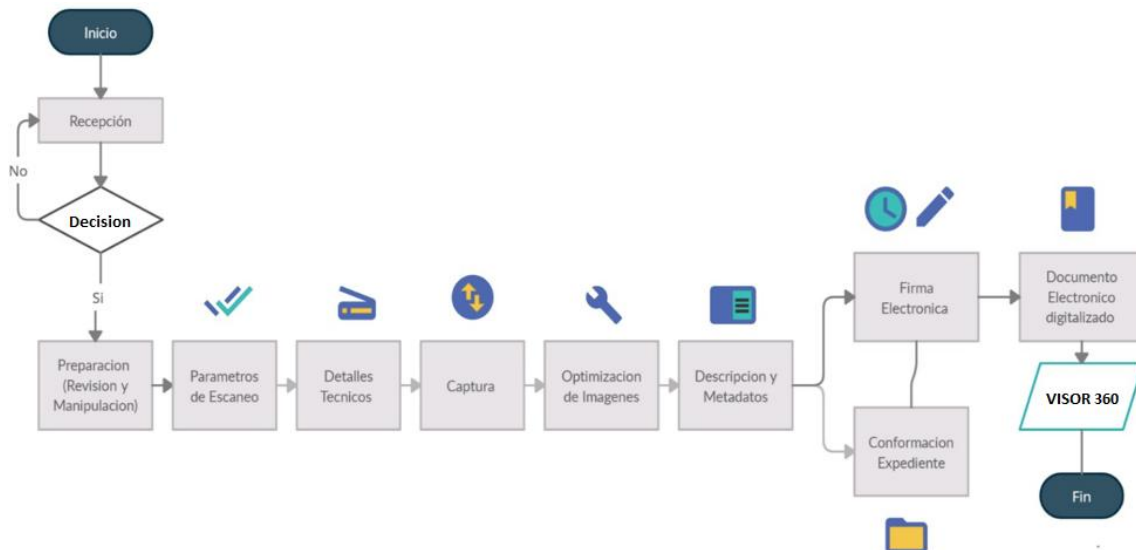 Inicio
Recepción
No
Decision
Si
Preparacion
(Revision y
Manipulacion)
Parametros
de Escaneo
Detalles
Tecnicos
Captura
Optimizacion
de Imagenes
Descripcion y
Metadatos
Firma
Electronica
Conformacion
Expediente
Documento
Electronico
digitalizado
VISOR 360
Fin